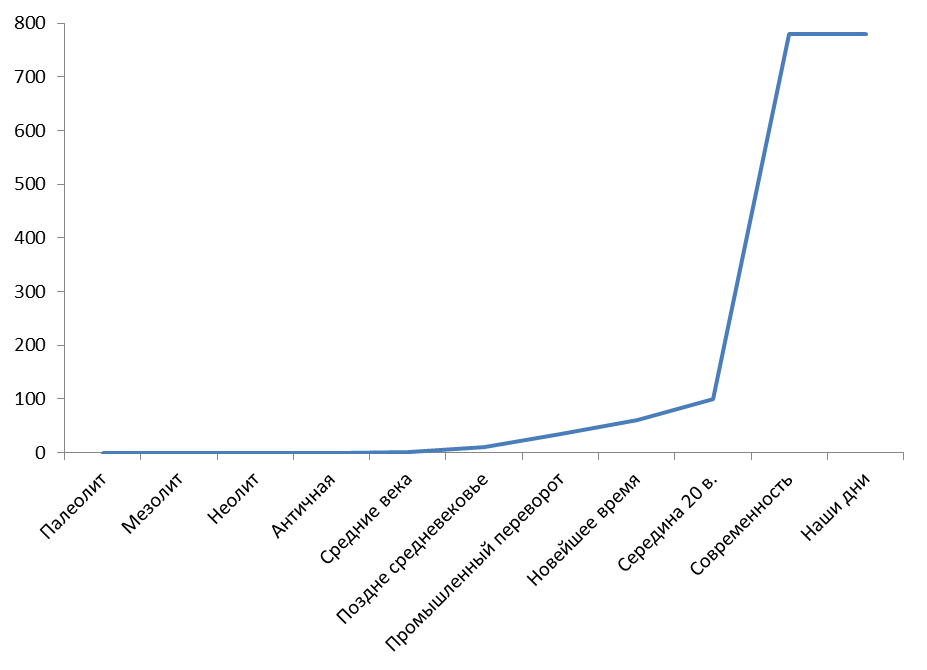 800
700
600
500
400
300
200
100
0
Палеолит
Мезолит
Неолит
Античная
Средние века
Поздне средневековье
Промышленный переворот
Новейшее время
Середина 20 в.
Современность
Наши дни